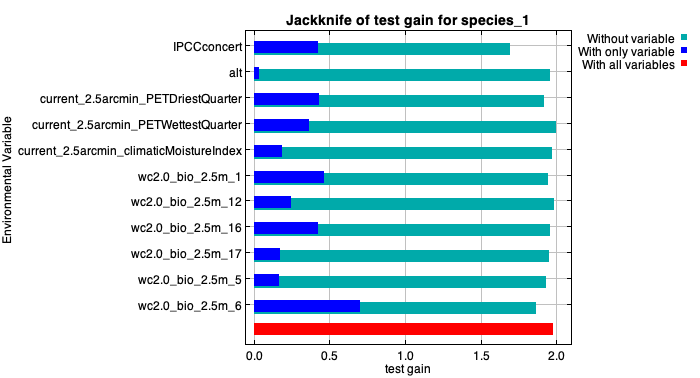 Jackknife of test gain for species_1
Without variable
With only variable
With all variables
Environmental Variable
IPCCconcert
alt
current_2.5arcmin_PETDriestQuarter
current_2.5arcmin_PETWettestQuarter
current_2.5arcmin_climaticMoistureIndex
wc2.0_bio_2.5m_1
wc2.0_bio_2.5m_12
wc2.0_bio_2.5m_16
wc2.0_bio_2.5m_17
wc2.0_bio_2.5m_5
wc2.0_bio_2.5m_6
0.0 0.5 1.0 1.5 2.0
test gain